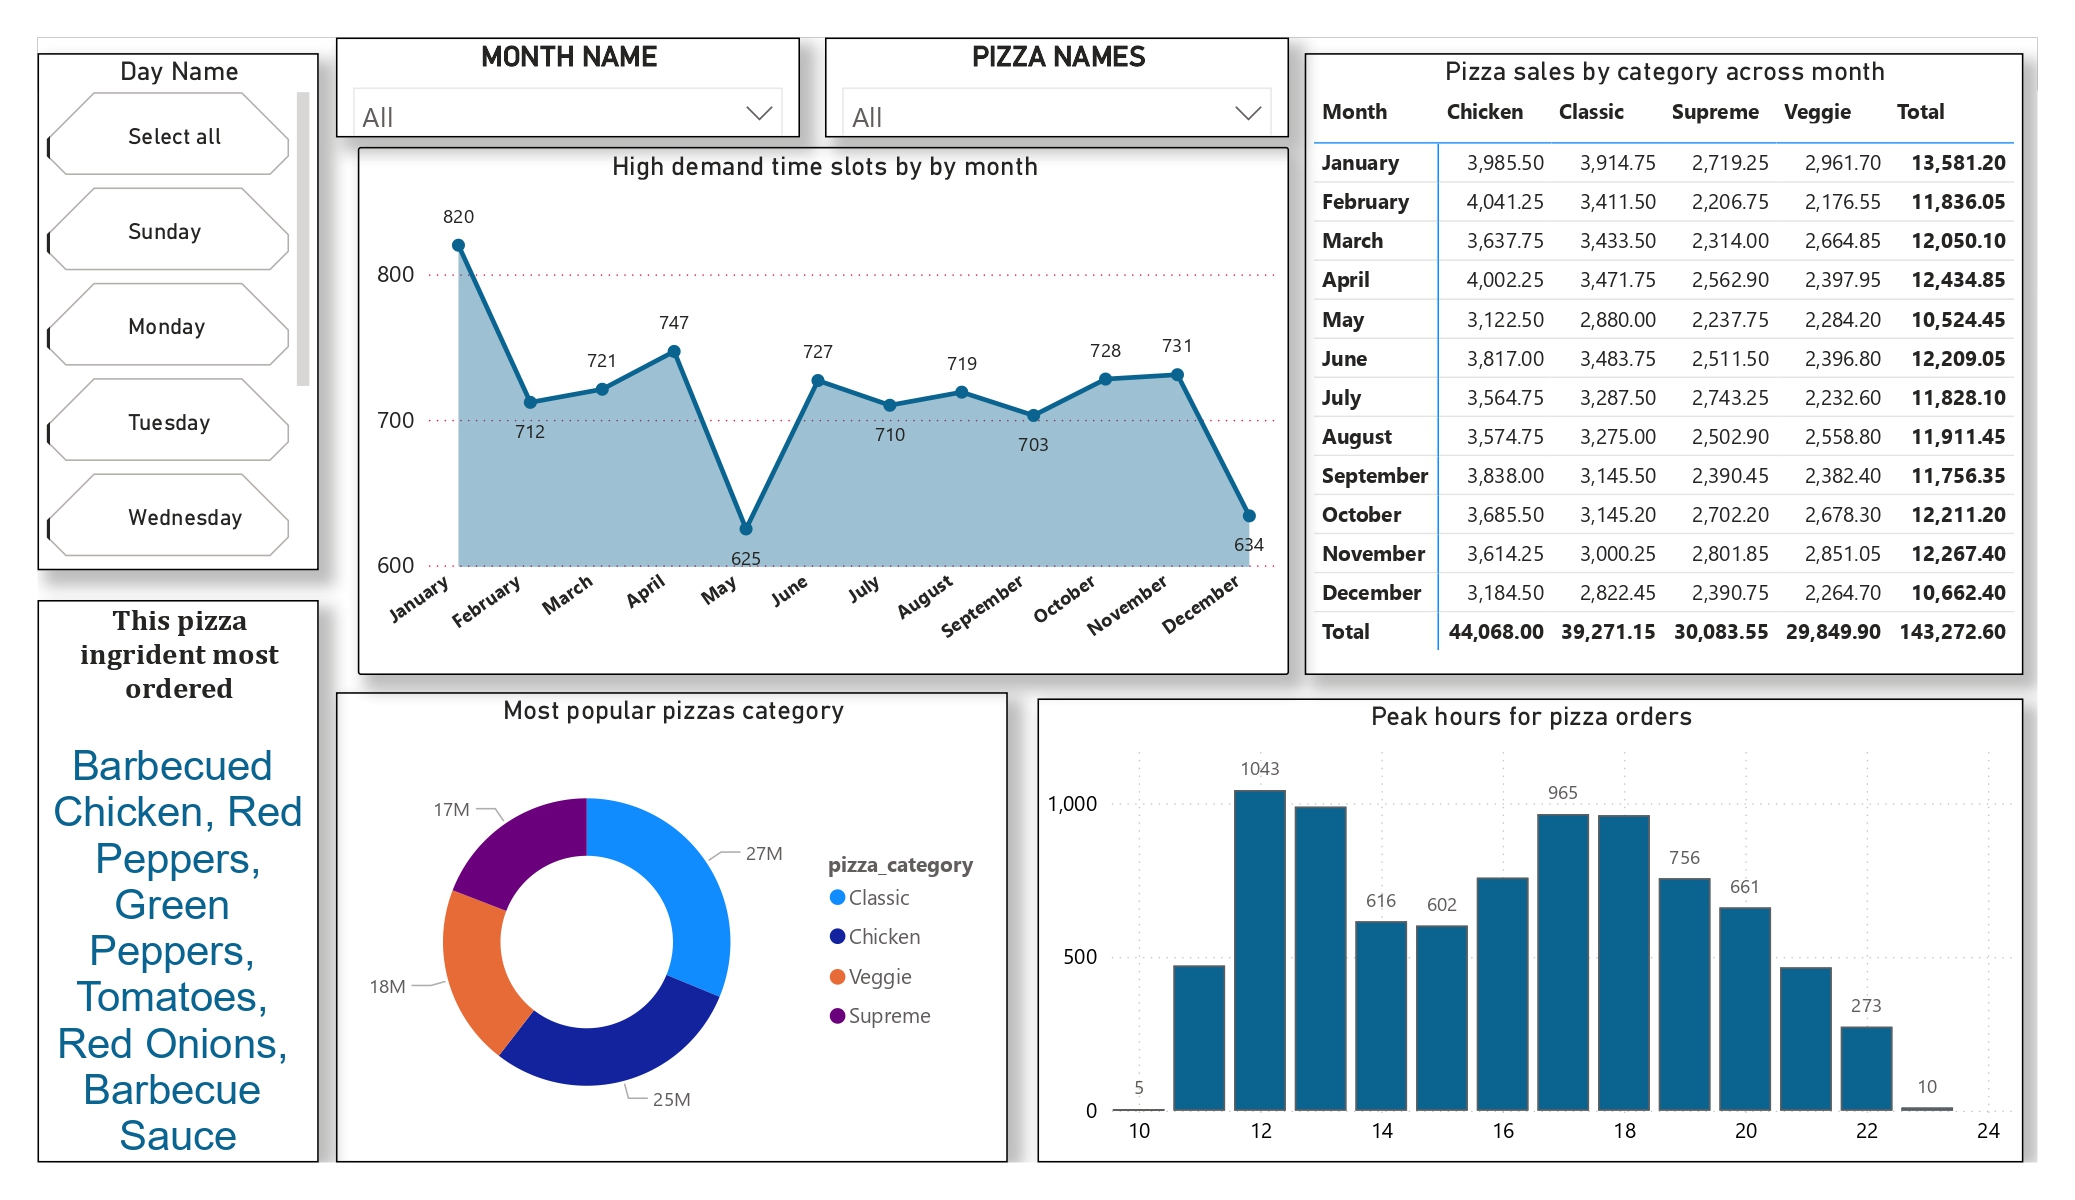 Day Name
Select all
Sunday
Monday
Tuesday
Wednesday
MONTH NAME
All
PIZZA NAMES
All
High demand time slots by by month
800
700
600
820
712
721
747
625
727
710
719
703
728
731
634
January
February
March
April
May
June
July
August
September
October
November
December
Pizza sales by category across month
Month Chicken Classic Supreme Veggie Total
January 3,985.50 3,914.75 2,719.25 2,961.70 13,581.20
February 4,041.25 3,411.50 2,206.75 2,176.55 11,836.05
March 3,637.75 3,433.50 2,314.00 2,664.85 12,050.10
April 4,002.25 3,471.75 2,562.90 2,397.95 12,434.85
May 3,122.50 2,880.00 2,237.75 2,284.20 10,524.45
June 3,817.00 3,483.75 2,511.50 2,396.80 12,209.05
July 3,564.75 3,287.50 2,743.25 2,232.60 11,828.10
August 3,574.75 3,275.00 2,502.90 2,558.80 11,911.45
September 3,838.00 3,145.50 2,390.45 2,382.40 11,756.35
October 3,685.50 3,145.20 2,702.20 2,678.30 12,211.20
November 3,614.25 3,000.25 2,801.85 2,851.05 12,267.40
December 3,184.50 2,822.45 2,390.75 2,264.70 10,662.40
Total 44,068.00 39,271.15 30,083.55 29,849.90 143,272.60
This pizza
ingrident most
ordered
Barbecued
Chicken, Red
Peppers,
Green
Peppers,
Tomatoes,
Red Onions,
Barbecue
Sauce
Most popular pizzas category
17M
27M
18M
25M
pizza_category
Classic
Chicken
Veggie
Supreme
Peak hours for pizza orders
1,000
500
0
5
1043
616
602
965
756
661
273
10
10 12 14 16 18 20 22 24